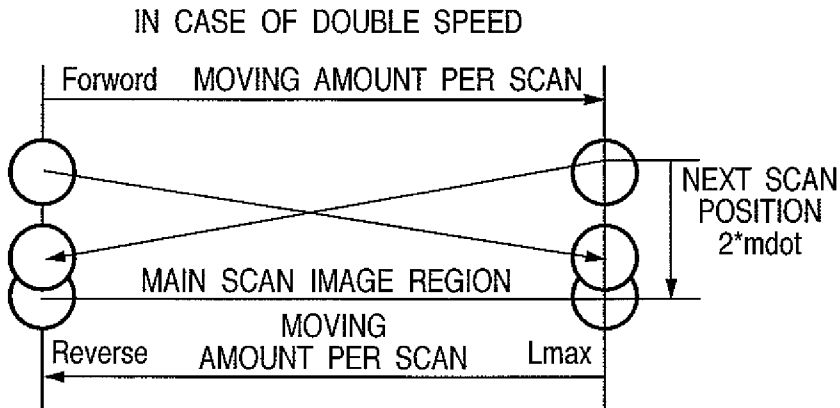 IN CASE OF DOUBLE SPEED
Forword MOVING AMOUNT PER SCAN
NEXT SCAN
POSITION
2*mdot
MAIN SCAN IMAGE REGION
MOVING
Reverse AMOUNT PER SCAN Lmax